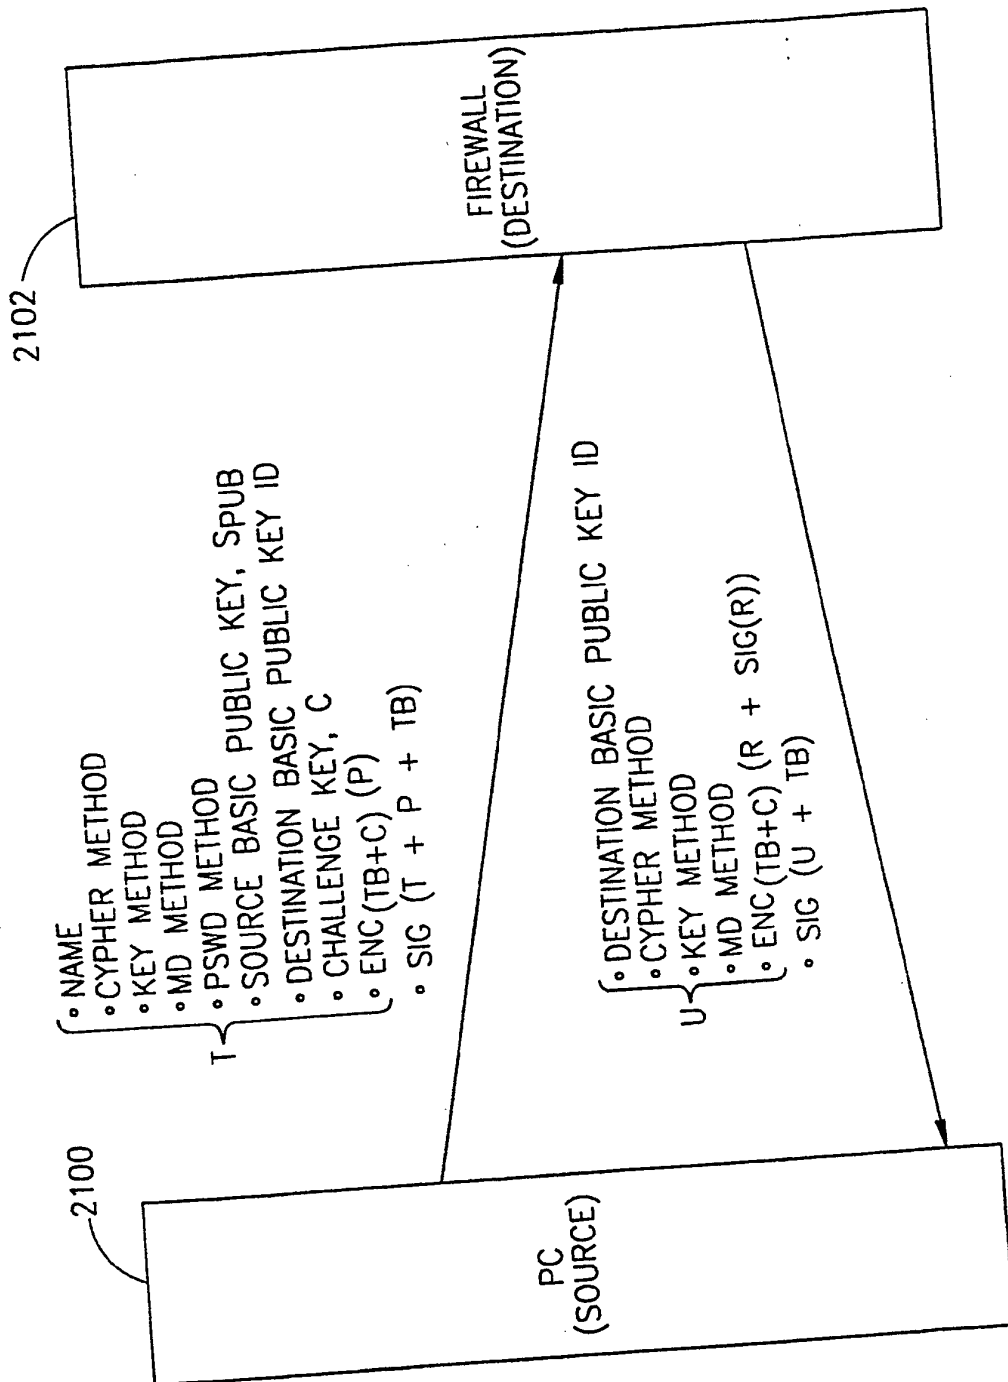 2100
PC
(SOURCE)
T
• NAME
• CYPHER METHOD
• KEY METHOD
• MD METHOD
• PSWD METHOD
• SOURCE BASIC PUBLIC KEY, SPUB
• DESTINATION BASIC PUBLIC KEY ID
• CHALLENGE KEY, C
• ENC(TB+C) (P)
• SIG (T + P + TB)
U
• DESTINATION BASIC PUBLIC KEY ID
• CYPHER METHOD
• KEY METHOD
• MD METHOD
• ENC(TB+C) (R + SIG(R))
• SIG (U + TB)
2102
FIREWALL
(DESTINATION)